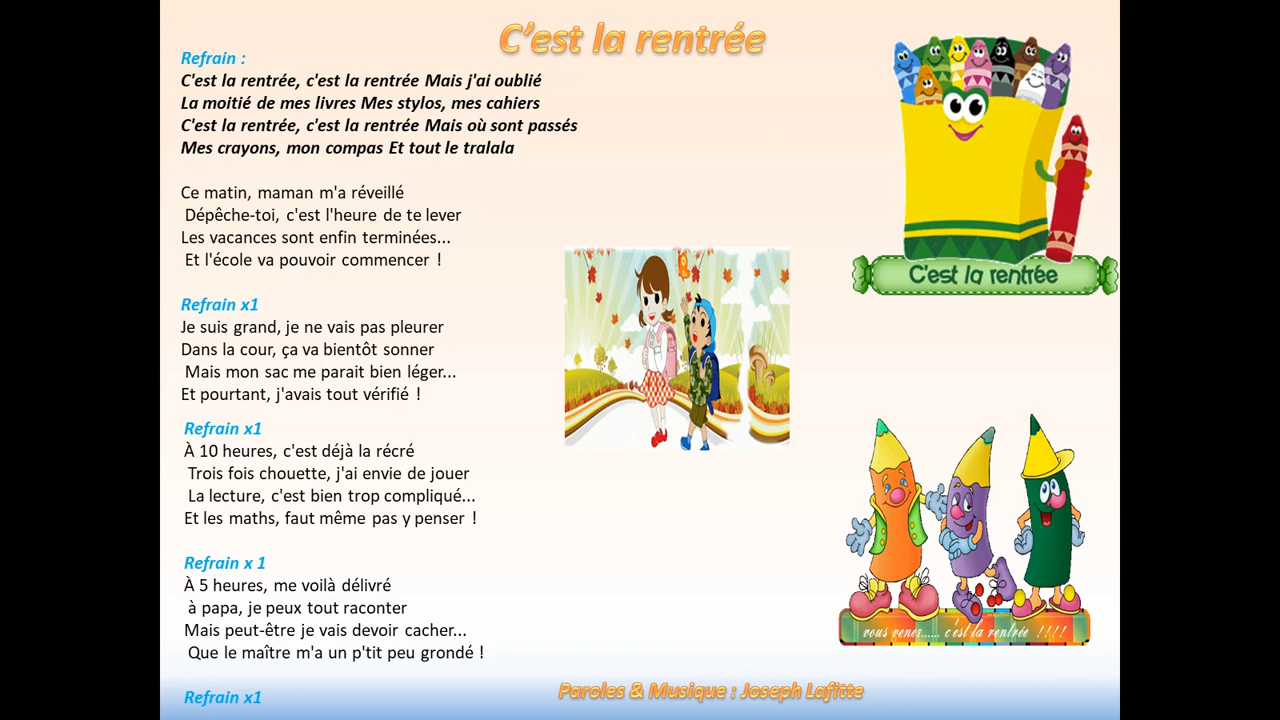 C'est la rentrée
Refrain :
C'est la rentrée, c'est la rentrée Mais j'ai oublié
La moitié de mes livres Mes stylos, mes cahiers
C'est la rentrée, c'est la rentrée Mais où sont passés
Mes crayons, mon compas Et tout le tralala
Ce matin, maman m'a réveillé
Dépêche-toi, c'est l'heure de te lever
Les vacances sont enfin terminées...
Et l'école va pouvoir commencer !
Refrain x1
Je suis grand, je ne vais pas pleurer
Dans la cour, ça va bientôt sonner
Mais mon sac me parait bien léger...
Et pourtant, j'avais tout vérifié !
Refrain x1
À 10 heures, c'est déjà la récré
Trois fois chouette, j'ai envie de jouer
La lecture, c'est bien trop compliqué...
Et les maths, faut même pas y penser !
Refrain x 1
À 5 heures, me voilà délivré
à papa, je peux tout raconter
Mais peut-être je vais devoir cacher...
Que le maître m'a un p'tit peu grondé !
Refrain x1
C'est la rentrée
vous venez...... c'est la rentrée !!!!
Paroles & Musique : Joseph Lafitte